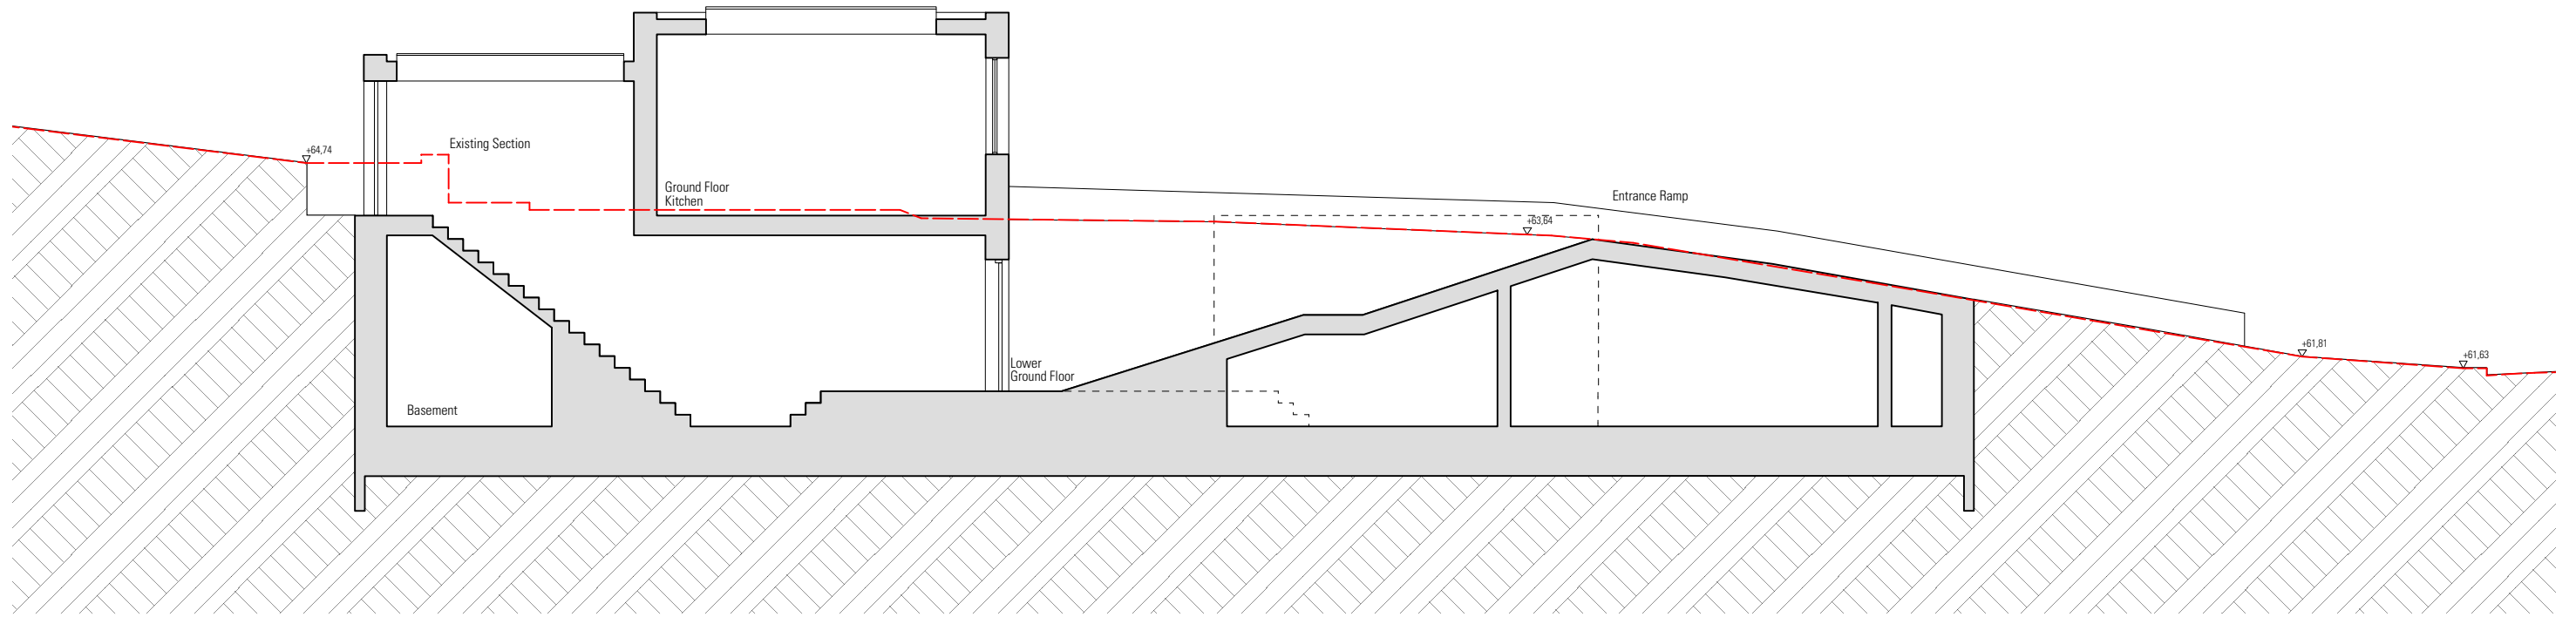 +64,74
Existing Section
Ground Floor
Kitchen
Entrance Ramp
+63,64
+61,81
+61,63
Lower
Ground Floor
Basement